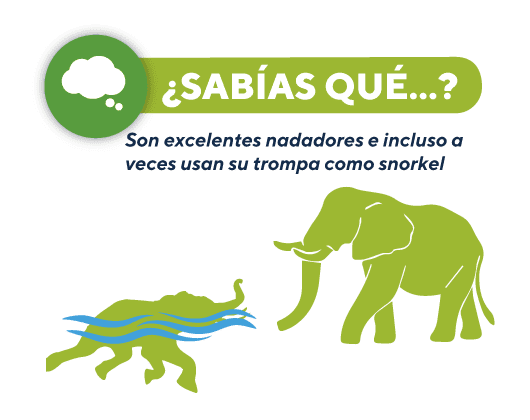 ¿SABÍAS QUÉ...?
Son excelentes nadadores e incluso a
veces usan su trompa como snorkel